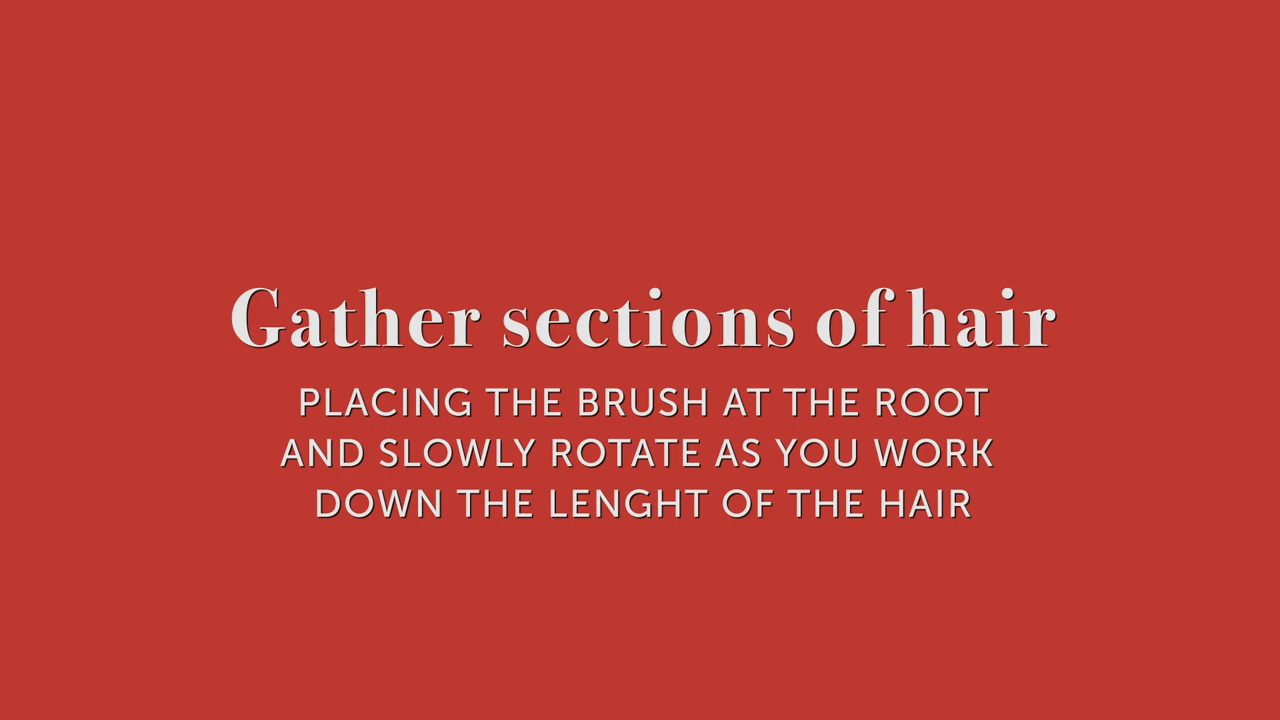 Gather sections of hair
PLACING THE BRUSH AT THE ROOT
AND SLOWLY ROTATE AS YOU WORK
DOWN THE LENGHT OF THE HAIR